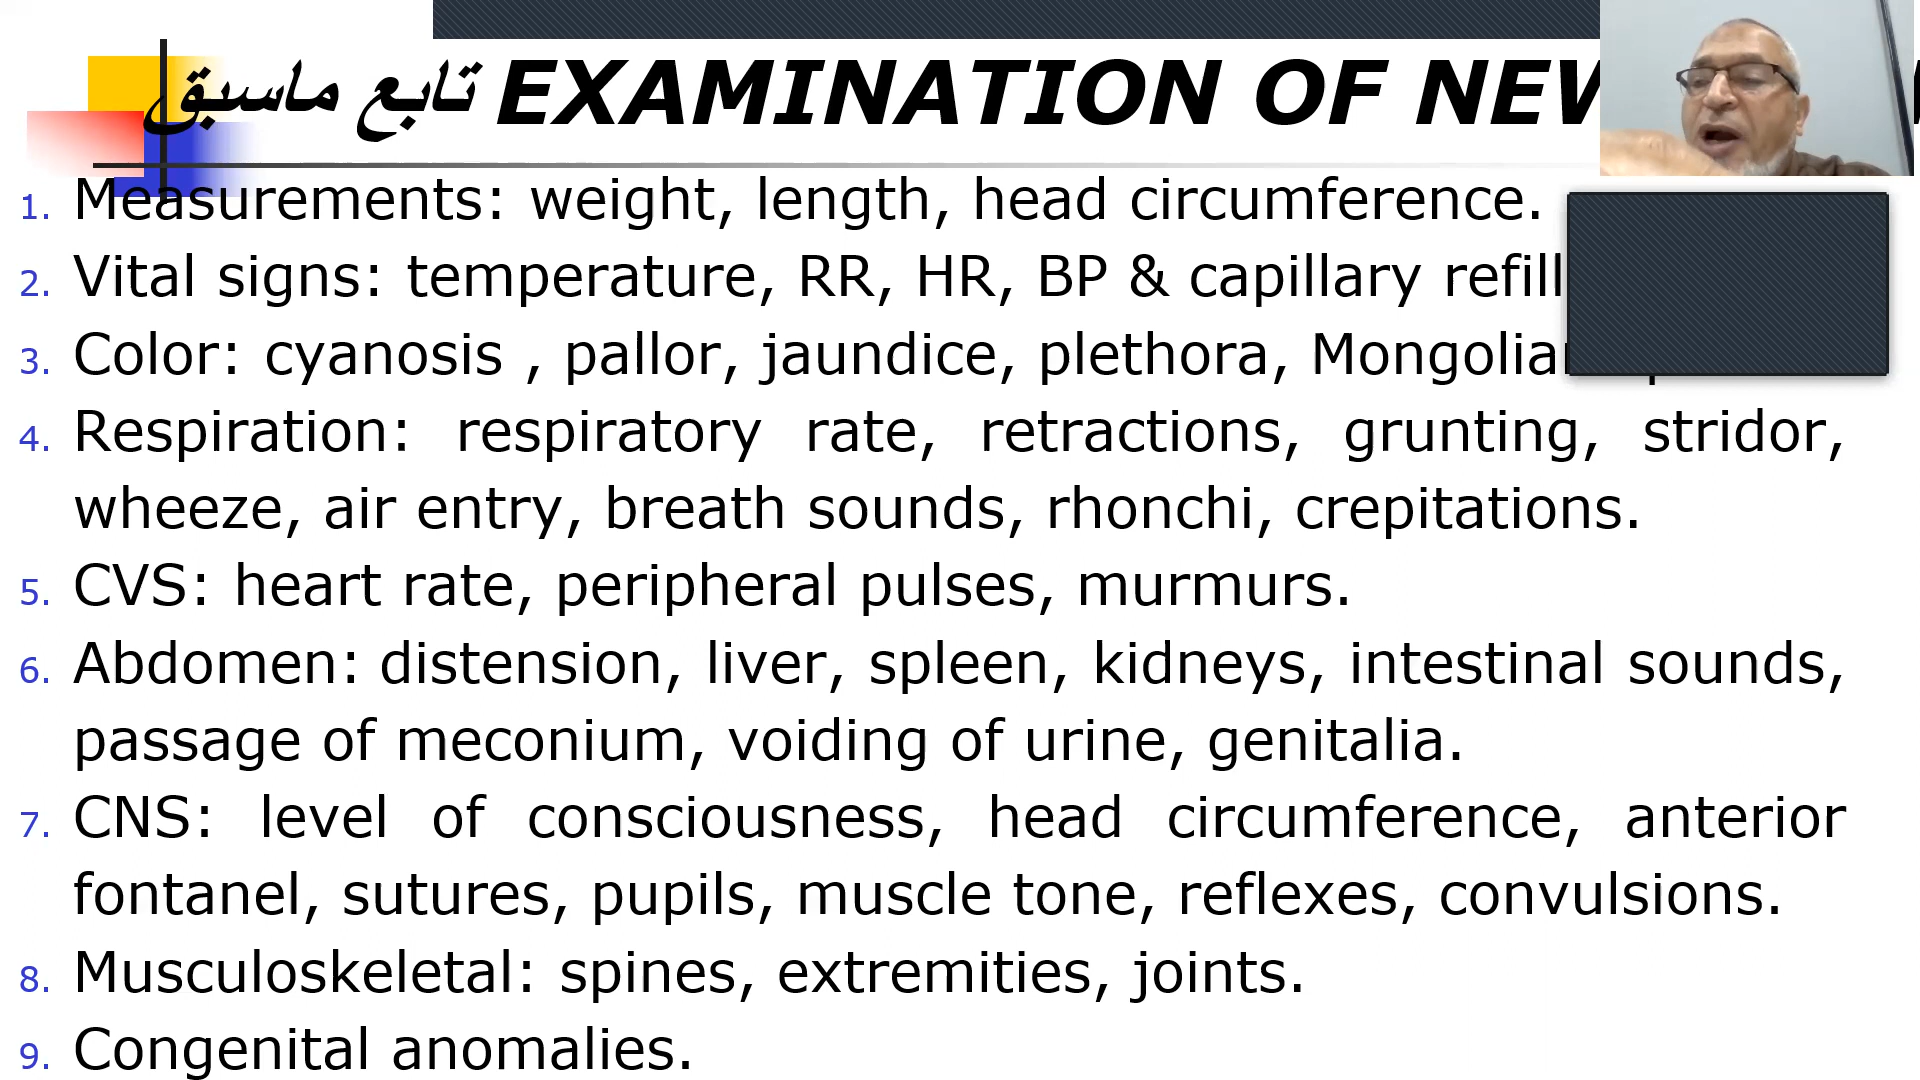 تابع ماسبق EXAMINATION OF
1. Measurements: weight, length, head circumference.
2. Vital signs: temperature, RR, HR, BP & capillary refill
3. Color: cyanosis , pallor, jaundice, plethora,
4. Respiration: respiratory rate, retractions, grunting, stridor,
wheeze, air entry, breath sounds, rhonchi, crepitations.
5. CVS: heart rate, peripheral pulses, murmurs.
6. Abdomen: distension, liver, spleen, kidneys, intestinal sounds,
passage of meconium, voiding of urine, genitalia.
7. CNS: level of consciousness, head circumference, anterior
fontanel, sutures, pupils, muscle tone, reflexes, convulsions.
8. Musculoskeletal: spines, extremities, joints.
9. Congenital anomalies.